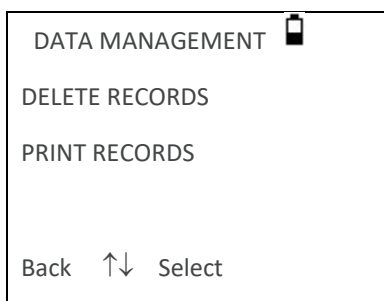 DATA MANAGEMENT
DELETE RECORDS
PRINT RECORDS
Back ↑↓ Select